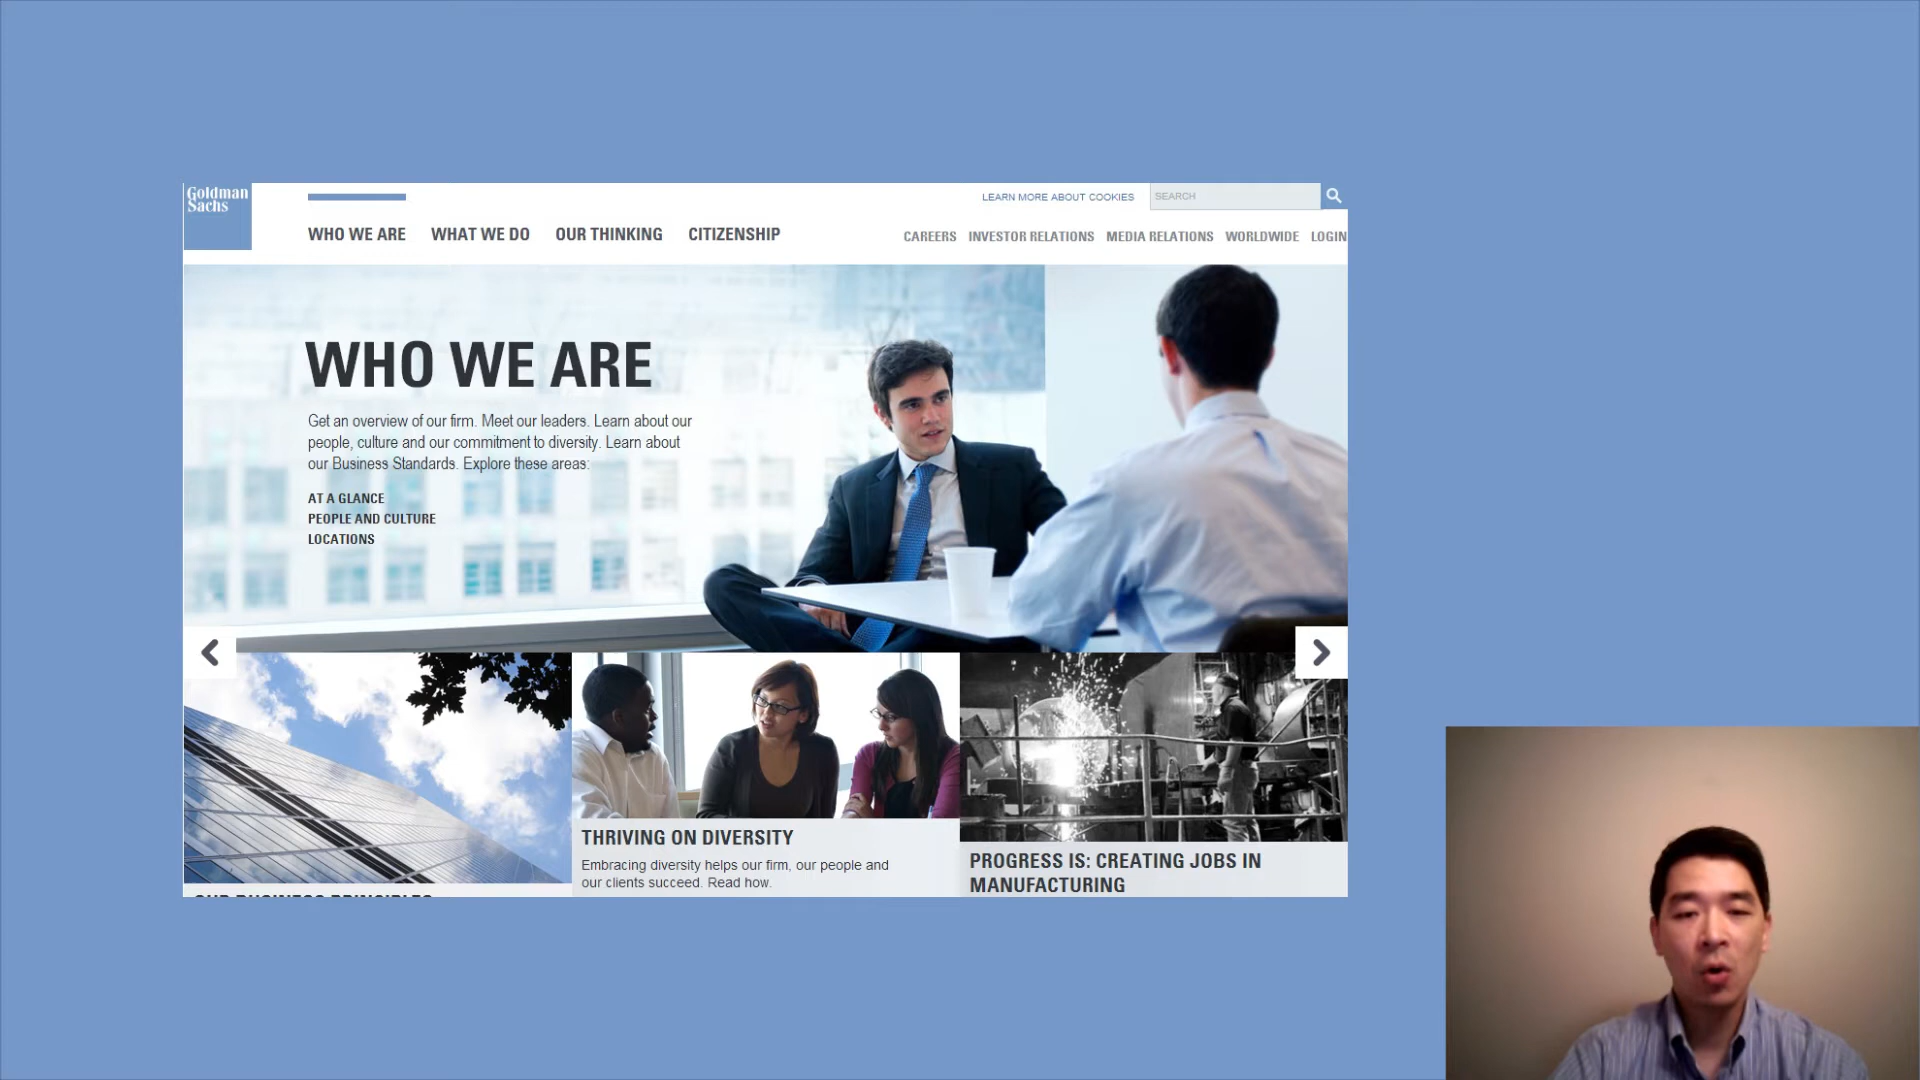 Goldman
Sachs
LEARN MORE ABOUT COOKIES
SEARCH
WHO WE ARE
WHAT WE DO
OUR THINKING
CITIZENSHIP
CAREERS
INVESTOR RELATIONS
MEDIA RELATIONS
WORLDWIDE
LOGIN
WHO WE ARE
Get an overview of our firm. Meet our leaders. Learn about our
people, culture and our commitment to diversity. Learn about
our Business Standards. Explore these areas:
AT A GLANCE
PEOPLE AND CULTURE
LOCATIONS
OUR BUSINESS PRINCIPLES
THRIVING ON DIVERSITY
Embracing diversity helps our firm, our people and
our clients succeed. Read how.
PROGRESS IS: CREATING JOBS IN
MANUFACTURING